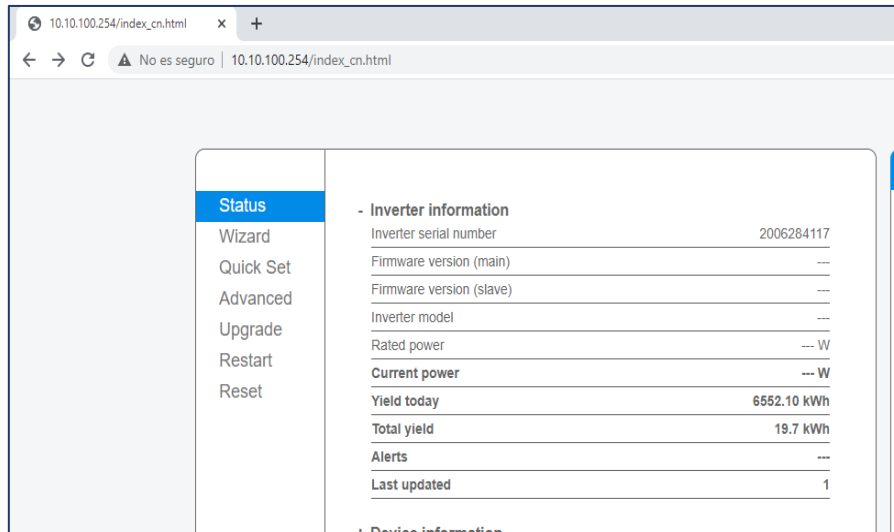 10.10.100.254/index_cn.html
No es seguro | 10.10.100.254/index_cn.html
Status
Wizard
Quick Set
Advanced
Upgrade
Restart
Reset
- Inverter information
Inverter serial number 2006284117
Firmware version (main) ---
Firmware version (slave) ---
Inverter model ---
Rated power --- W
Current power --- W
Yield today 6552.10 kWh
Total yield 19.7 kWh
Alerts ---
Last updated 1
+ Device information